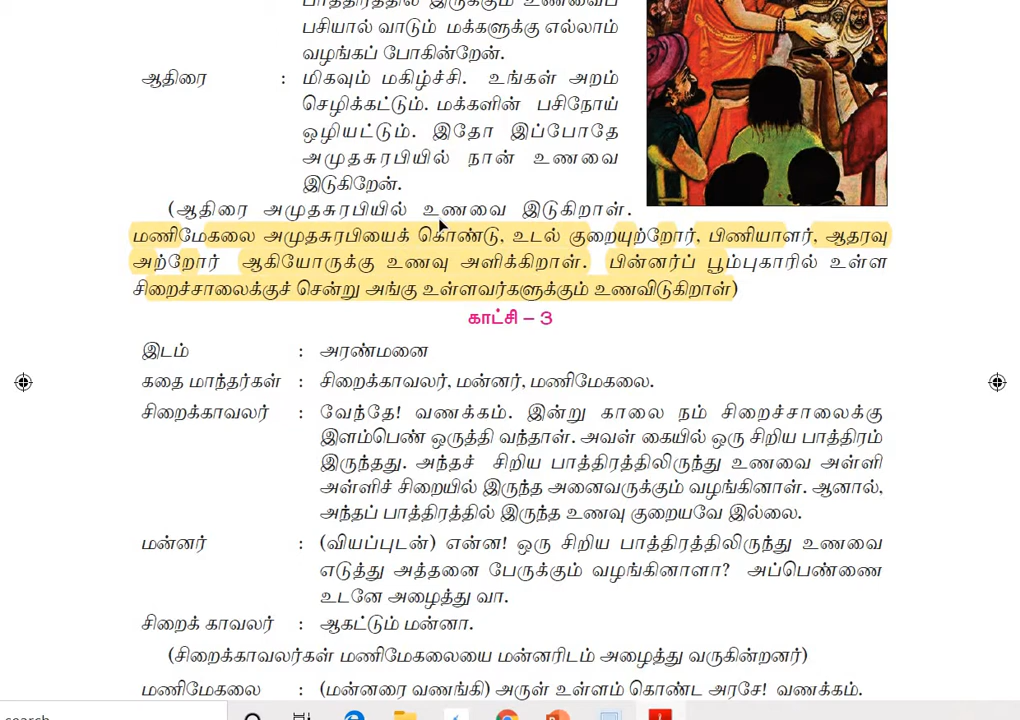 பாத்திரத்தில் இருக்கும் உணவைப்
பசியால் வாடும் மக்களுக்கு எல்லாம்
வழங்கப் போகின்றேன்.
ஆதிரை : மிகவும் மகிழ்ச்சி. உங்கள் அறம்
செழிக்கட்டும். மக்களின் பசிநோய்
ஒழியட்டும். இதோ இப்போதே
அமுதசுரபியில் நான் உணவை
இடுகிறேன்.
(ஆதிரை அமுதசுரபியில் உணவை இடுகிறாள்.
மணிமேகலை அமுதசுரபியைக் கொண்டு, உடல் குறையுற்றோர், பிணியாளர், ஆதரவு
அற்றோர் ஆகியோருக்கு உணவு அளிக்கிறாள். பின்னர்ப் பூம்புகாரில் உள்ள
சிறைச்சாலைக்குச் சென்று அங்கு உள்ளவர்களுக்கும் உணவிடுகிறாள்)
காட்சி – 3
இடம் : அரண்மனை
கதை மாந்தர்கள் : சிறைக்காவலர், மன்னர், மணிமேகலை.
சிறைக்காவலர் : வேந்தே! வணக்கம். இன்று காலை நம் சிறைச்சாலைக்கு
இளம்பெண் ஒருத்தி வந்தாள். அவள் கையில் ஒரு சிறிய பாத்திரம்
இருந்தது. அந்தச் சிறிய பாத்திரத்திலிருந்து உணவை அள்ளி
அள்ளிச் சிறையில் இருந்த அனைவருக்கும் வழங்கினாள். ஆனால்,
அந்தப் பாத்திரத்தில் இருந்த உணவு குறையவே இல்லை.
மன்னர் : (வியப்புடன்) என்ன! ஒரு சிறிய பாத்திரத்திலிருந்து உணவை
எடுத்து அத்தனை பேருக்கும் வழங்கினாளா? அப்பெண்ணை
உடனே அழைத்து வா.
சிறைக் காவலர் : ஆகட்டும் மன்னா.
(சிறைக்காவலர்கள் மணிமேகலையை மன்னரிடம் அழைத்து வருகின்றனர்)
மணிமேகலை : (மன்னரை வணங்கி) அருள் உள்ளம் கொண்ட அரசே! வணக்கம்.